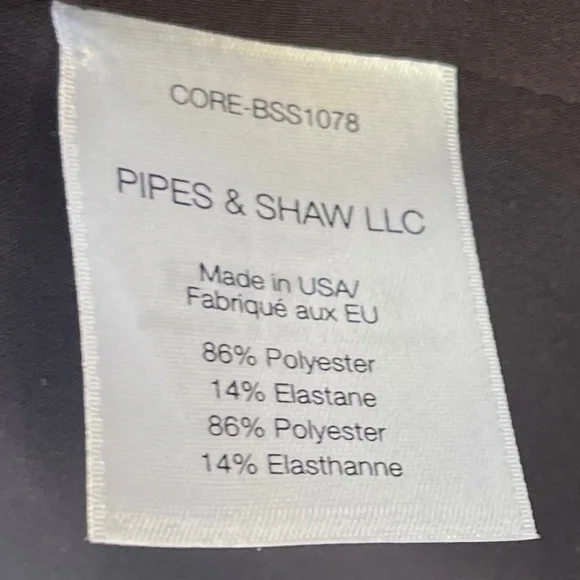 CORE-BSS1078
PIPES & SHAW LLC
Made in USA/
Fabriqué aux EU
86% Polyester
14% Elastane
86% Polyester
14% Elasthanne